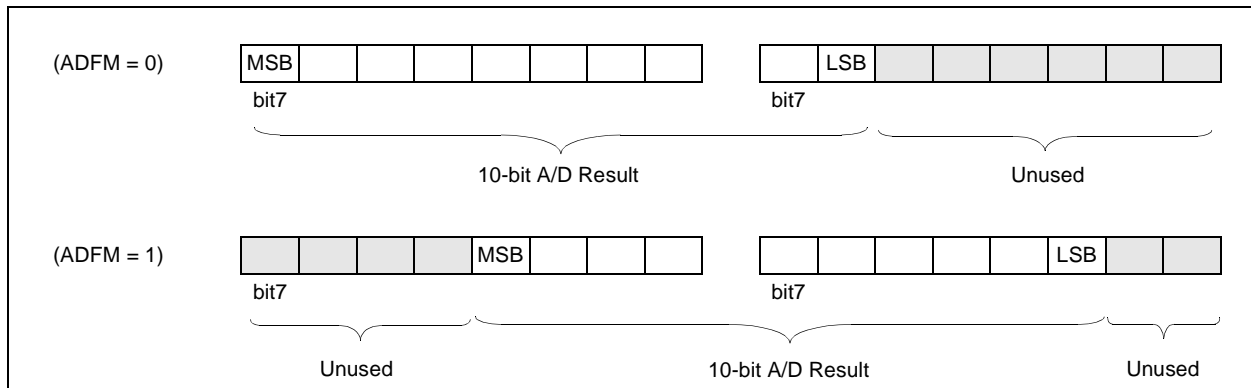 (ADFM = 0) MSB LSB
bit7 bit7
10-bit A/D Result Unused
(ADFM = 1) MSB LSB
bit7 bit7
Unused 10-bit A/D Result Unused